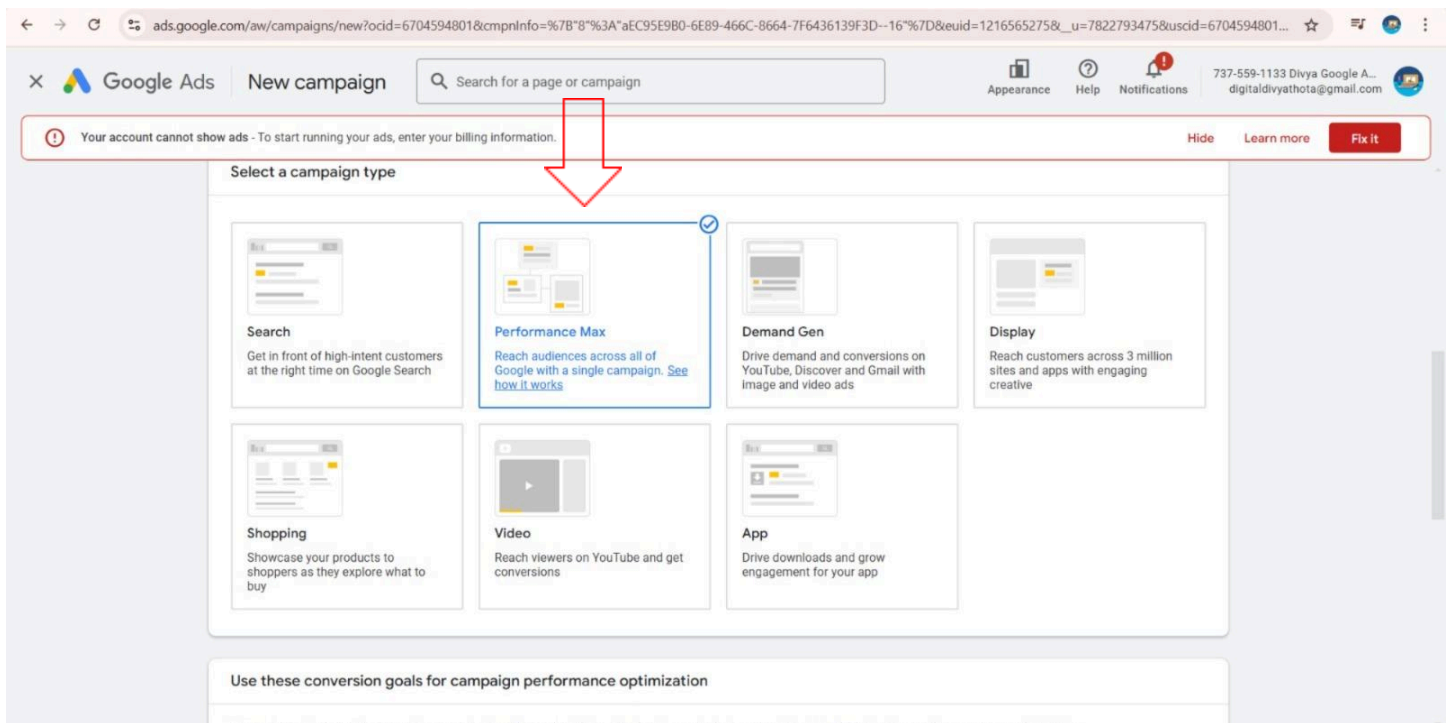 ads.google.com/aw/campaigns/new?ocid=6704594801&cmpnInfo=%7B"8"%3A"aEC95E9B0-6E89-466C-8664-7F6436139F3D--16"%7D&euid=1216565275&__u=7822793475&uscid=6704594801...
Google Ads
New campaign
Search for a page or campaign
Appearance
Help
Notifications
737-559-1133 Divya Google A...
digitaldivyathota@gmail.com
Your account cannot show ads - To start running your ads, enter your billing information.
Hide
Learn more
Fix it
Select a campaign type
Search
Get in front of high-intent customers
at the right time on Google Search
Performance Max
Reach audiences across all of
Google with a single campaign. See
how it works
Demand Gen
Drive demand and conversions on
YouTube, Discover and Gmail with
image and video ads
Display
Reach customers across 3 million
sites and apps with engaging
creative
Shopping
Showcase your products to
shoppers as they explore what to
buy
Video
Reach viewers on YouTube and get
conversions
App
Drive downloads and grow
engagement for your app
Use these conversion goals for campaign performance optimization